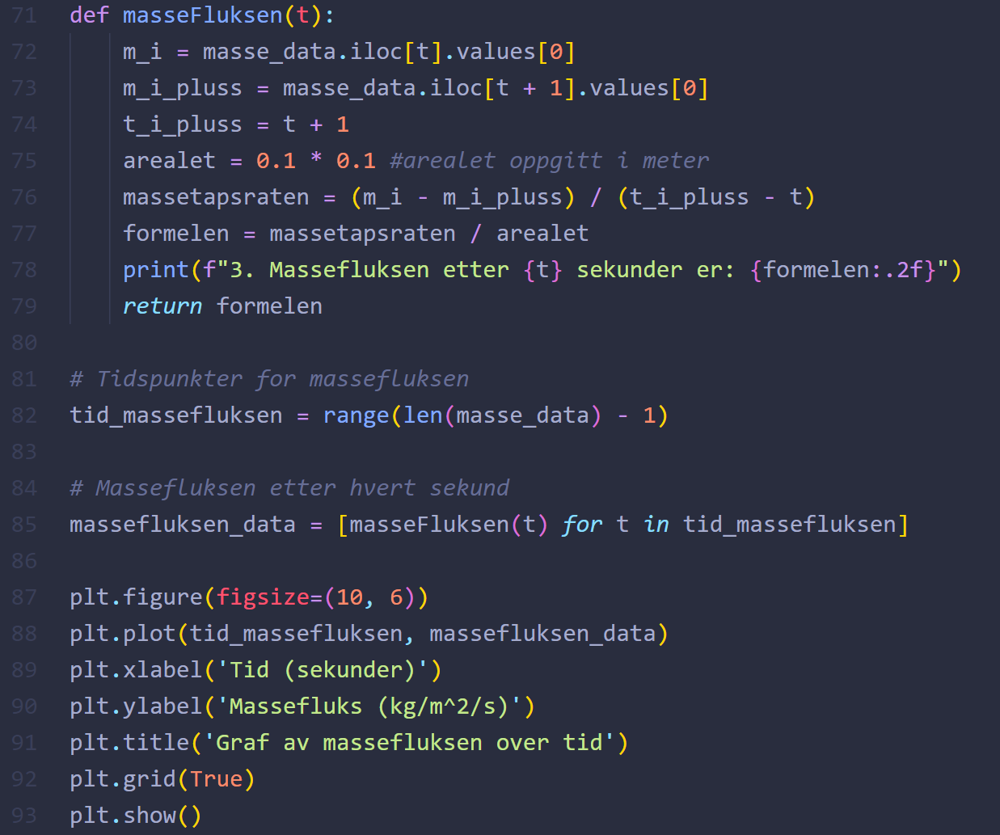 71 def masseFluksen(t):
72 m_i = masse_data.iloc[t].values[0]
73 m_i_pluss = masse_data.iloc[t + 1].values[0]
74 t_i_pluss = t + 1
75 arealet = 0.1 * 0.1 #arealet oppgitt i meter
76 massetapsraten = (m_i - m_i_pluss) / (t_i_pluss - t)
77 formelen = massetapsraten / arealet
78 print(f"3. Massefluksen etter {t} sekunder er: {formelen:.2f}")
79 return formelen
80
81 # Tidspunkter for massefluksen
82 tid_massefluksen = range(len(masse_data) - 1)
83
84 # Massefluksen etter hvert sekund
85 massefluksen_data = [masseFluksen(t) for t in tid_massefluksen]
86
87 plt.figure(figsize=(10, 6))
88 plt.plot(tid_massefluksen, massefluksen_data)
89 plt.xlabel('Tid (sekunder)')
90 plt.ylabel('Massefluks (kg/m^2/s)')
91 plt.title('Graf av massefluksen over tid')
92 plt.grid(True)
93 plt.show()